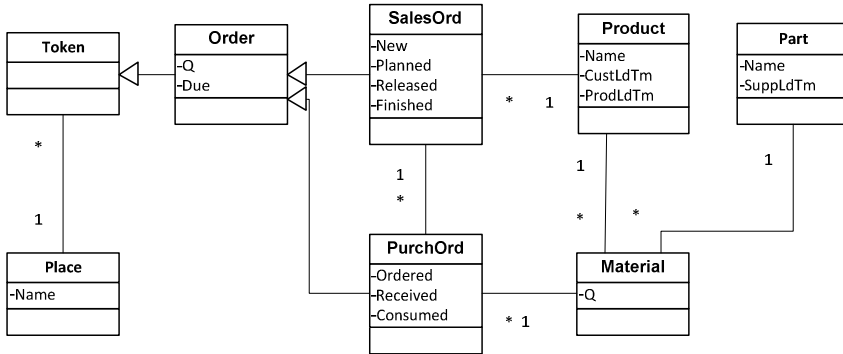 Token
Order
-Q
-Due
SalesOrd
-New
-Planned
-Released
-Finished
Product
-Name
-CustLdTm
-ProdLdTm
Part
-Name
-SuppLdTm
*
1
*
1
1
*
1
*
*
1
Place
-Name
PurchOrd
-Ordered
-Received
-Consumed
* 1
Material
-Q